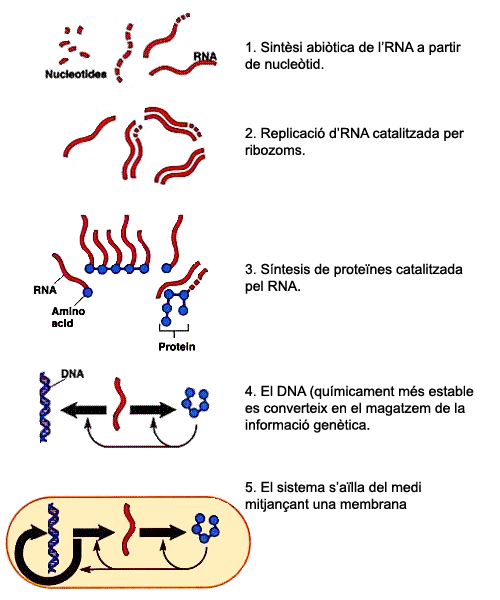 Nucleotides
RNA
1. Sintèsi abiòtica de l'RNA a partir
de nucleòtid.
2. Replicació d'RNA catalitzada per
ribozoms.
RNA
Amino
acid
Protein
3. Síntesis de proteïnes catalitzada
pel RNA.
DNA
4. El DNA (químicament més estable
es converteix en el magatzem de la
informació genètica.
5. El sistema s'aïlla del medi
mitjançant una membrana